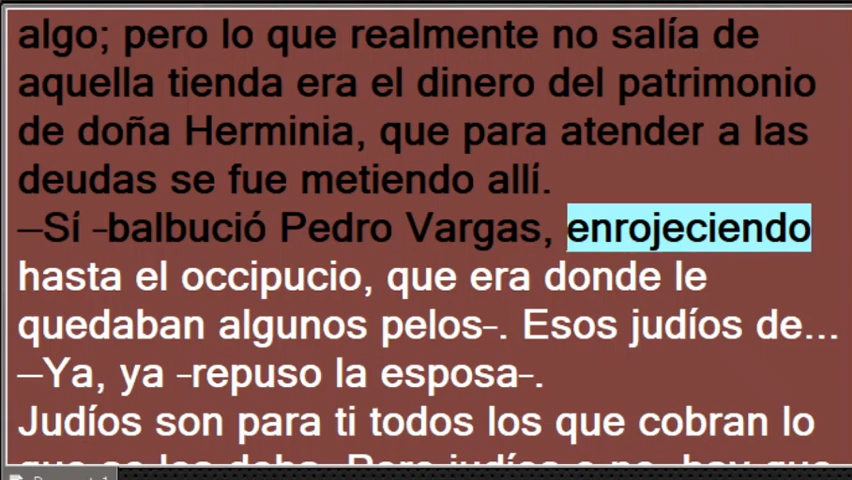 algo; pero lo que realmente no salía de
aquella tienda era el dinero del patrimonio
de doña Herminia, que para atender a las
deudas se fue metiendo allí.
—Sí -balbució Pedro Vargas, enrojeciendo
hasta el occipucio, que era donde le
quedaban algunos pelos-. Esos judíos de...
—Ya, ya -repuso la esposa-.
Judíos son para ti todos los que cobran lo